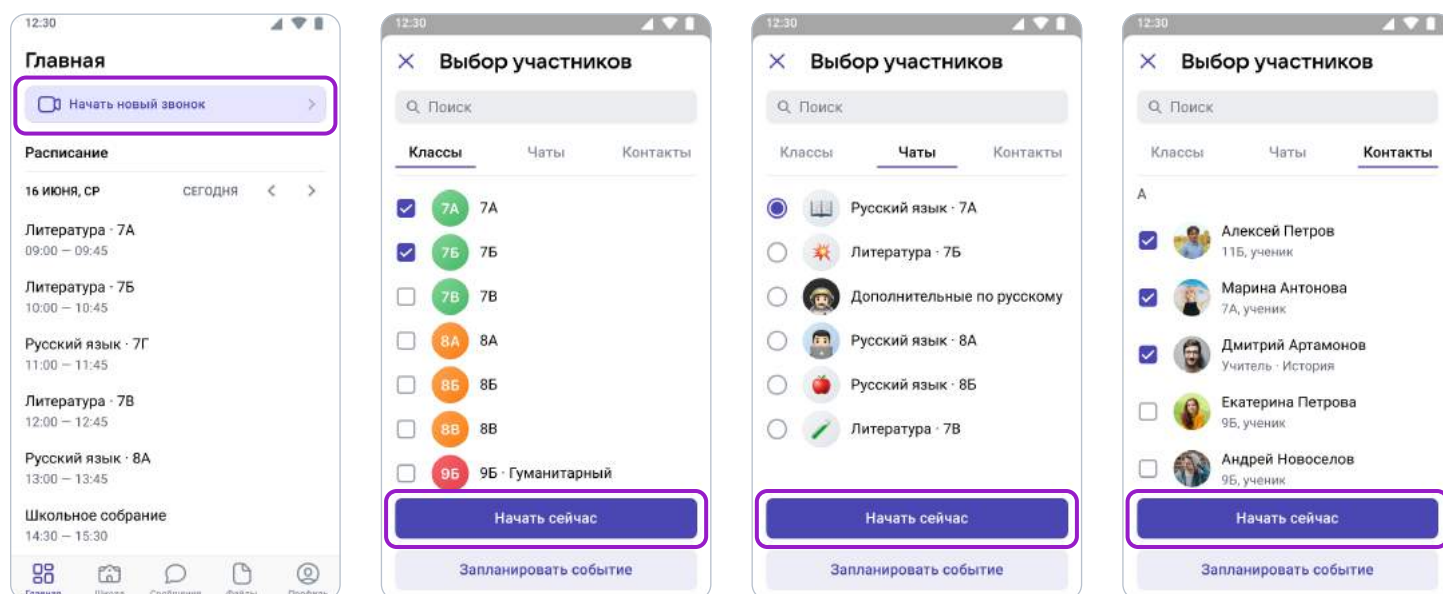 12:30
Главная
Начать новый звонок
Расписание
16 ИЮНЯ, СР СЕГОДНЯ
Литература · 7А
09:00 — 09:45
Литература · 7Б
10:00 — 10:45
Русский язык · 7Г
11:00 — 11:45
Литература · 7В
12:00 — 12:45
Русский язык · 8А
13:00 — 13:45
Школьное собрание
14:30 — 15:30
Главная Школа Сообщения Файлы Профиль
12:30
Выбор участников
Поиск
Классы Чаты Контакты
7А 7А
7Б 7Б
7В 7В
8А 8А
8Б 8Б
8В 8В
9Б 9Б · Гуманитарный
Начать сейчас
Запланировать событие
12:30
Выбор участников
Поиск
Классы Чаты Контакты
Русский язык · 7А
Литература · 7Б
Дополнительные по русскому
Русский язык · 8А
Русский язык · 8Б
Литература · 7В
Начать сейчас
Запланировать событие
12:30
Выбор участников
Поиск
Классы Чаты Контакты
А
Алексей Петров
11Б, ученик
Марина Антонова
7А, ученик
Дмитрий Артамонов
Учитель · История
Екатерина Петрова
9Б, ученик
Андрей Новоселов
9Б, ученик
Начать сейчас
Запланировать событие